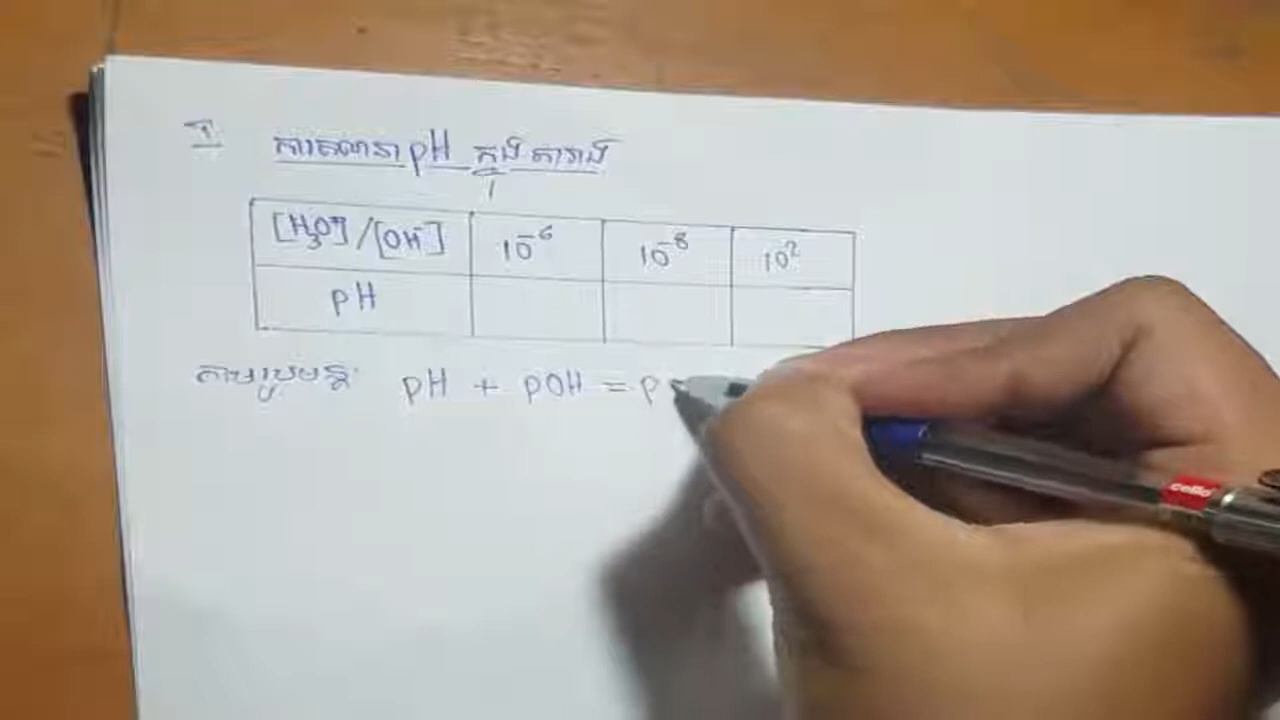 I គណនា pH ក្នុងតារាង
[H₃O⁺]/[OH⁻] 10⁻⁶ 10⁻⁸ 10²
pH
តាមរូបមន្ត: pH + pOH = p
cello